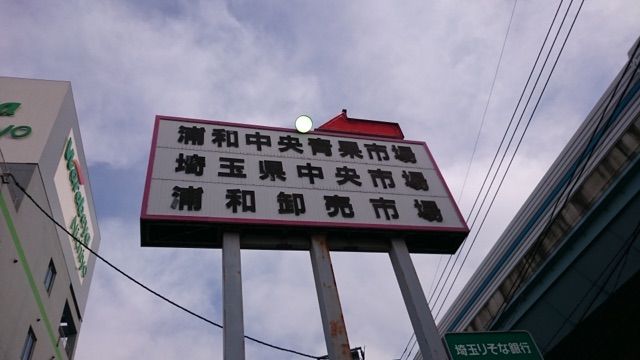 浦和中央青果市場
埼玉県中央市場
浦和卸売市場
埼玉りそな銀行